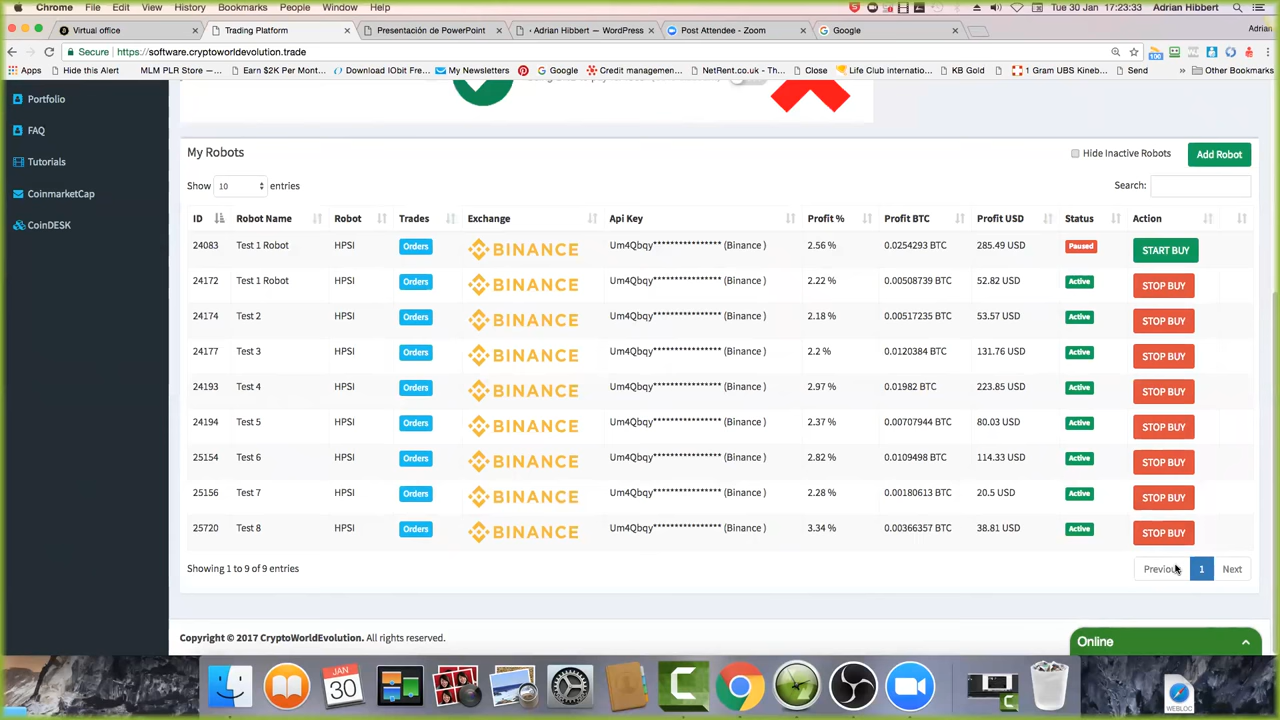 Chrome File Edit View History Bookmarks People Window Help Tue 30 Jan 17:23:33 Adrian Hibbert
Virtual office Trading Platform Presentación de PowerPoint ‹ Adrian Hibbert — WordPress Post Attendee - Zoom Google Adrian
Secure https://software.cryptoworldevolution.trade
Apps Hide this Alert MLM PLR Store —... Earn $2K Per Mont... Download IObit Fre... My Newsletters Google Credit managemen... NetRent.co.uk - Th... Close Life Club internatio... KB Gold 1 Gram UBS Kineb... Send » Other Bookmarks
Portfolio
FAQ
Tutorials
CoinmarketCap
CoinDESK
My Robots Hide Inactive Robots Add Robot
Show 10 entries Search:
ID Robot Name Robot Trades Exchange Api Key Profit % Profit BTC Profit USD Status Action
24083 Test 1 Robot HPSI Orders BINANCE Um4Qbqy**************** (Binance ) 2.56 % 0.0254293 BTC 285.49 USD Paused START BUY
24172 Test 1 Robot HPSI Orders BINANCE Um4Qbqy**************** (Binance ) 2.22 % 0.00508739 BTC 52.82 USD Active STOP BUY
24174 Test 2 HPSI Orders BINANCE Um4Qbqy**************** (Binance ) 2.18 % 0.00517235 BTC 53.57 USD Active STOP BUY
24177 Test 3 HPSI Orders BINANCE Um4Qbqy**************** (Binance ) 2.2 % 0.0120384 BTC 131.76 USD Active STOP BUY
24193 Test 4 HPSI Orders BINANCE Um4Qbqy**************** (Binance ) 2.97 % 0.01982 BTC 223.85 USD Active STOP BUY
24194 Test 5 HPSI Orders BINANCE Um4Qbqy**************** (Binance ) 2.37 % 0.00707944 BTC 80.03 USD Active STOP BUY
25154 Test 6 HPSI Orders BINANCE Um4Qbqy**************** (Binance ) 2.82 % 0.0109498 BTC 114.33 USD Active STOP BUY
25156 Test 7 HPSI Orders BINANCE Um4Qbqy**************** (Binance ) 2.28 % 0.00180613 BTC 20.5 USD Active STOP BUY
25720 Test 8 HPSI Orders BINANCE Um4Qbqy**************** (Binance ) 3.34 % 0.00366357 BTC 38.81 USD Active STOP BUY
Showing 1 to 9 of 9 entries Previous 1 Next
Copyright © 2017 CryptoWorldEvolution. All rights reserved.
Online
JAN
30
WEBLOC